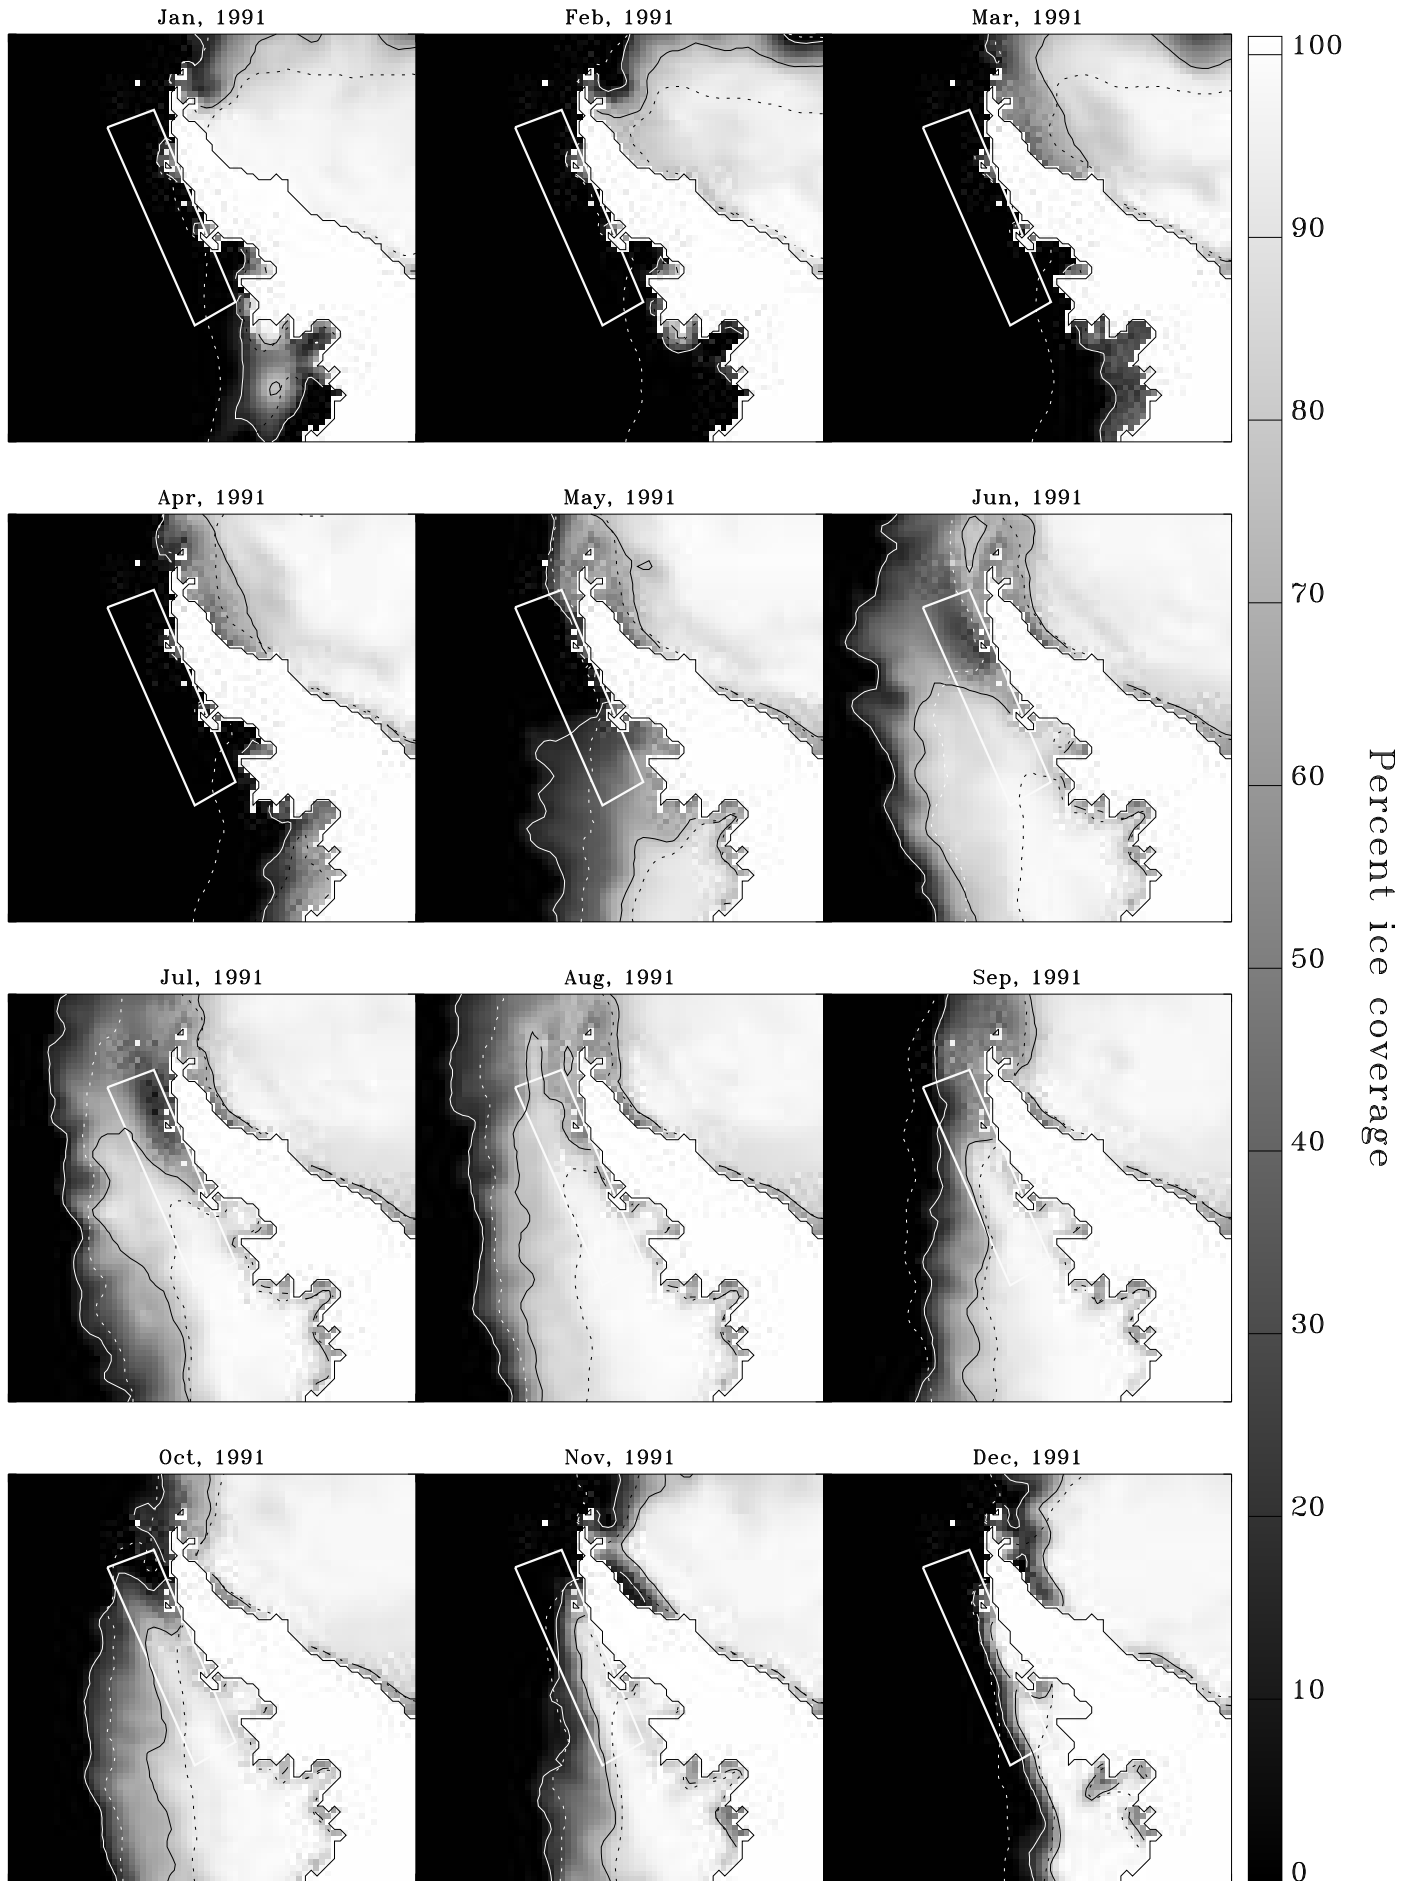 Jan, 1991
Feb, 1991
Mar, 1991
Apr, 1991
May, 1991
Jun, 1991
Jul, 1991
Aug, 1991
Sep, 1991
Oct, 1991
Nov, 1991
Dec, 1991
100
90
80
70
60
50
40
30
20
10
0
Percent ice coverage